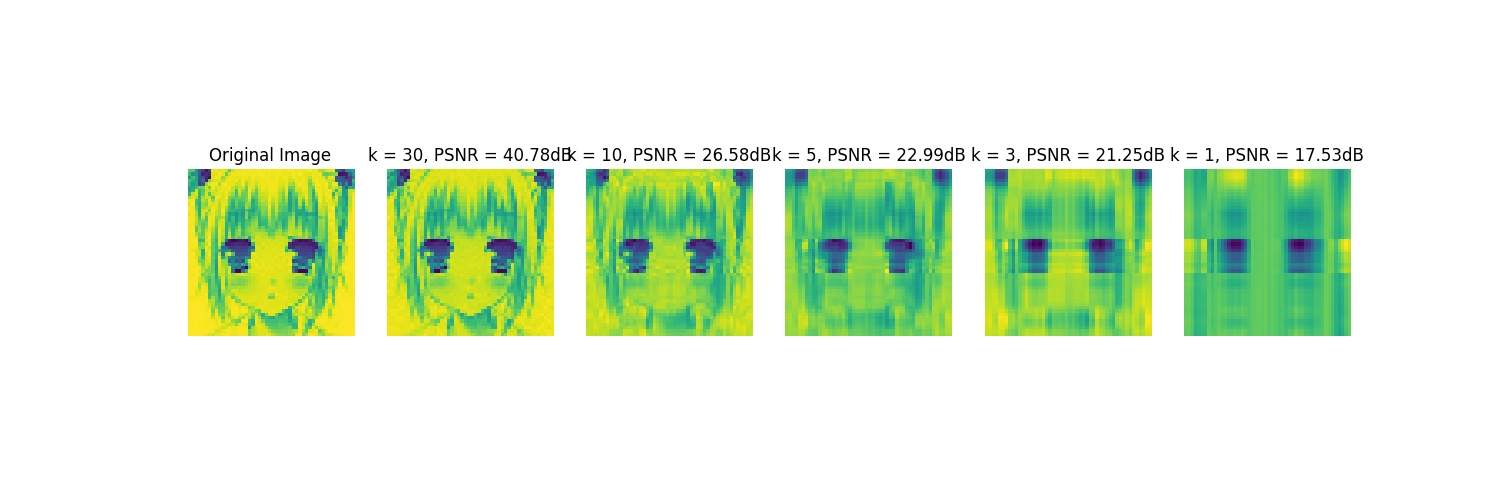 Original Image
k = 30, PSNR = 40.78dB
k = 10, PSNR = 26.58dB
k = 5, PSNR = 22.99dB
k = 3, PSNR = 21.25dB
k = 1, PSNR = 17.53dB